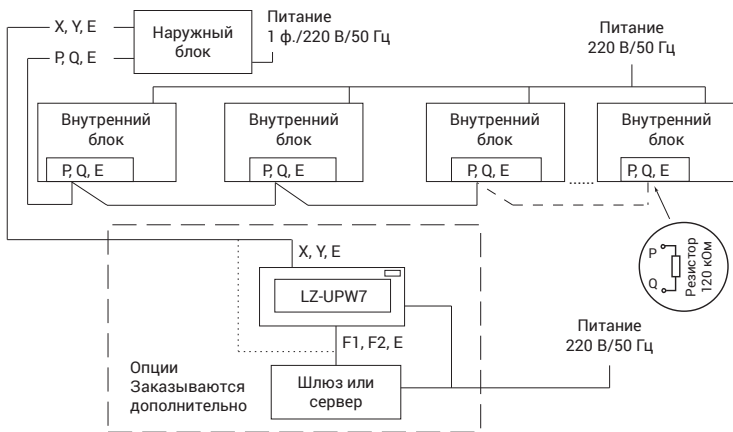 X, Y, E
P, Q, E
Наружный
блок
Питание
1 ф./220 В/50 Гц
Питание
220 В/50 Гц
Внутренний
блок
P, Q, E
Внутренний
блок
P, Q, E
Внутренний
блок
P, Q, E
Внутренний
блок
P, Q, E
P
Q
Резистор
120 кОм
X, Y, E
LZ-UPW7
F1, F2, E
Шлюз или
сервер
Опции
Заказываются
дополнительно
Питание
220 В/50 Гц